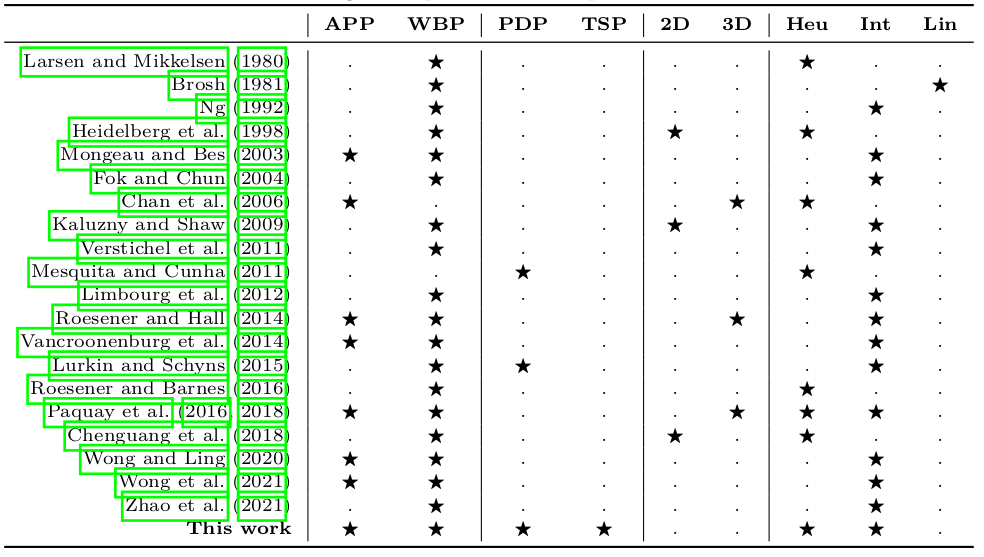 APP WBP PDP TSP 2D 3D Heu Int Lin
Larsen and Mikkelsen (1980) . ★ . . . . ★ . .
Brosh (1981) . ★ . . . . . . ★
Ng (1992) . ★ . . . . . ★ .
Heidelberg et al. (1998) . ★ . . ★ . ★ . .
Mongeau and Bes (2003) ★ ★ . . . . . ★ .
Fok and Chun (2004) . ★ . . . . . ★ .
Chan et al. (2006) ★ . . . . ★ ★ . .
Kaluzny and Shaw (2009) . ★ . . ★ . . ★ .
Verstichel et al. (2011) . ★ . . . . . ★ .
Mesquita and Cunha (2011) . . ★ . . . ★ . .
Limbourg et al. (2012) . ★ . . . . . ★ .
Roesener and Hall (2014) ★ ★ . . . ★ . ★ .
Vancroonenburg et al. (2014) ★ ★ . . . . . ★ .
Lurkin and Schyns (2015) . ★ ★ . . . . ★ .
Roesener and Barnes (2016) . ★ . . . . ★ . .
Paquay et al. (2016, 2018) ★ ★ . . . ★ ★ ★ .
Chenguang et al. (2018) . ★ . . ★ . ★ . .
Wong and Ling (2020) ★ ★ . . . . . ★ .
Wong et al. (2021) ★ ★ . . . . . ★ .
Zhao et al. (2021) . ★ . . . . . ★ .
This work ★ ★ ★ ★ . . ★ ★ .